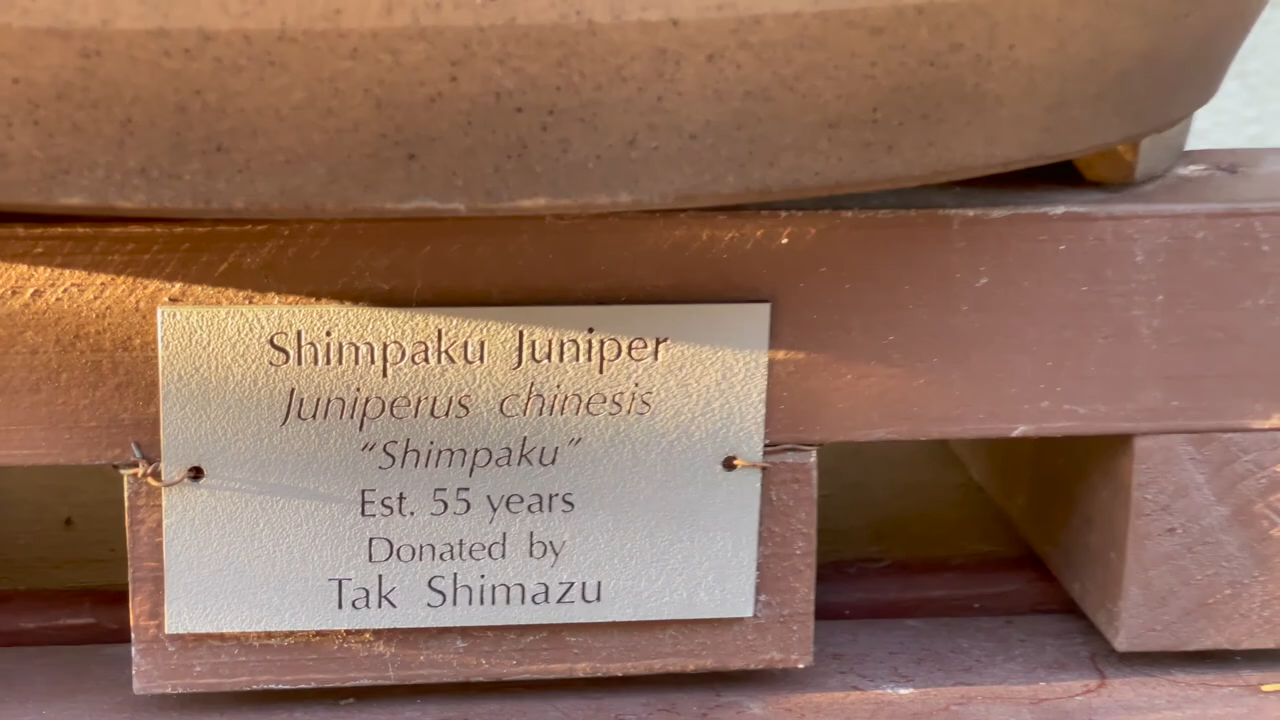 Shimpaku Juniper
Juniperus chinesis
“Shimpaku”
Est. 55 years
Donated by
Tak Shimazu